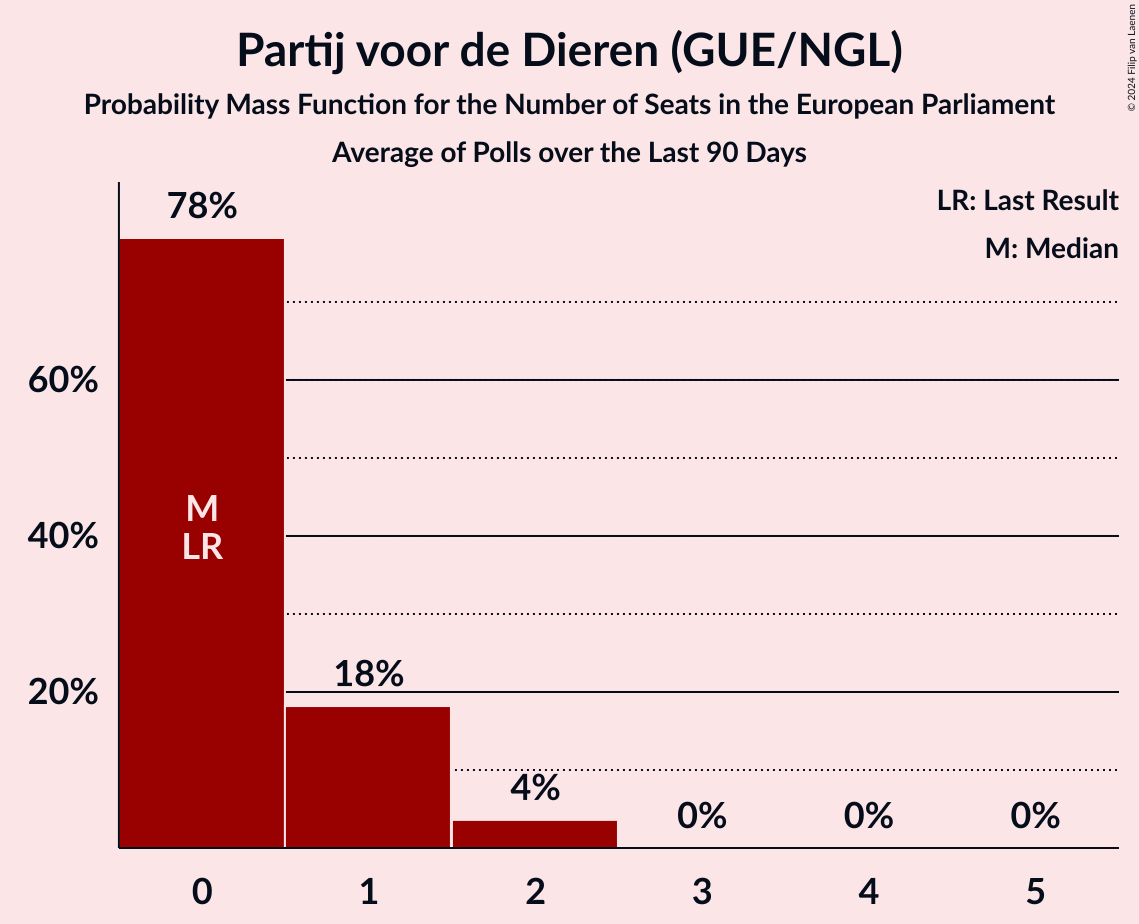 Partij voor de Dieren (GUE/NGL)
Probability Mass Function for the Number of Seats in the European Parliament
Average of Polls over the Last 90 Days
© 2024 Filip van Laenen
LR: Last Result
M: Median
78%
60%
M
40%
LR
18%
20%
4%
0%
0%
0%
0
1
2
3
4
5